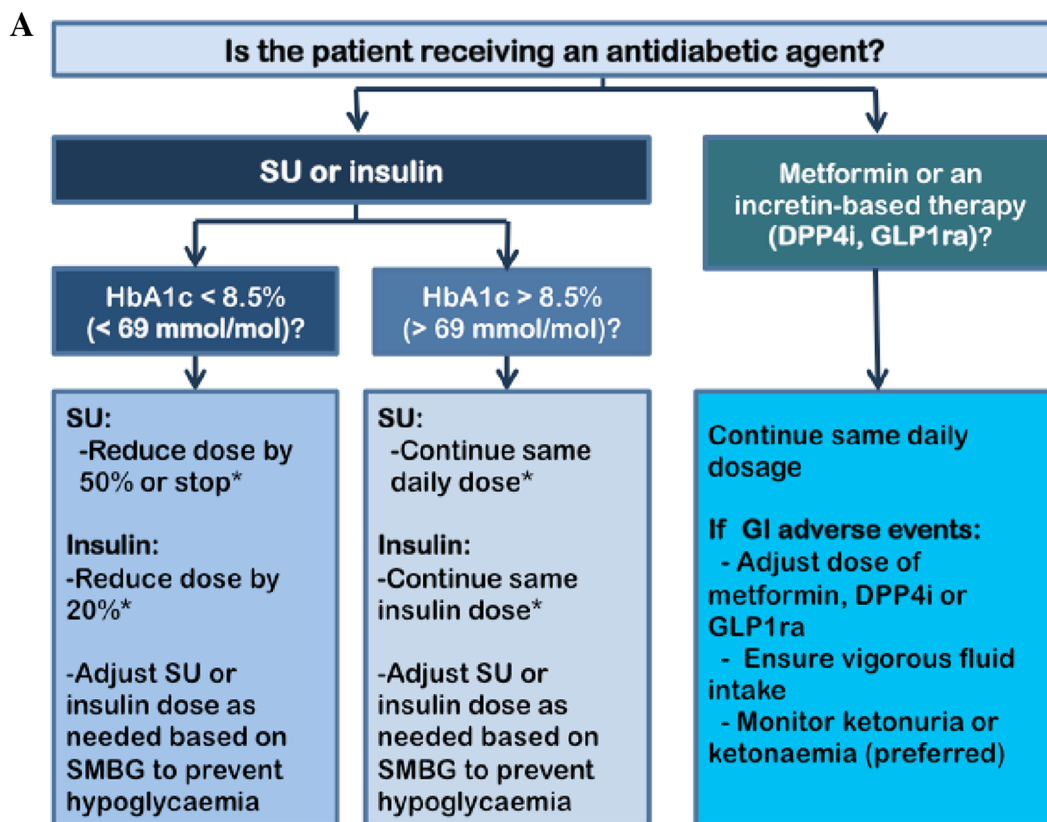 A
Is the patient receiving an antidiabetic agent?
SU or insulin
Metformin or an
incretin-based therapy
(DPP4i, GLP1ra)?
HbA1c < 8.5%
(< 69 mmol/mol)?
HbA1c > 8.5%
(> 69 mmol/mol)?
SU:
-Reduce dose by
50% or stop*
Insulin:
-Reduce dose by
20%*
-Adjust SU or
insulin dose as
needed based on
SMBG to prevent
hypoglycaemia
SU:
-Continue same
daily dose*
Insulin:
-Continue same
insulin dose*
-Adjust SU or
insulin dose as
needed based on
SMBG to prevent
hypoglycaemia
Continue same daily
dosage
If GI adverse events:
- Adjust dose of
metformin, DPP4i or
GLP1ra
- Ensure vigorous fluid
intake
- Monitor ketonuria or
ketonaemia (preferred)